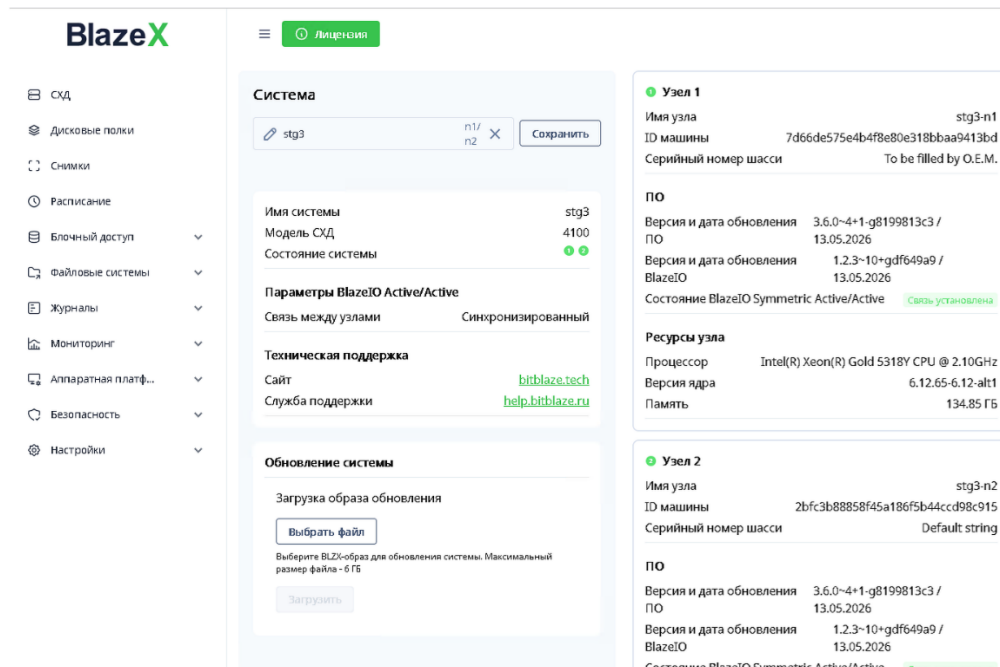 BlazeX
Лицензия
СХД
Дисковые полки
Снимки
Расписание
Блочный доступ
Файловые системы
Журналы
Мониторинг
Аппаратная платф...
Безопасность
Настройки
Система
stg3
n1/
n2
Сохранить
Имя системы stg3
Модель СХД 4100
Состояние системы 1 2
Параметры BlazeIO Active/Active
Связь между узлами Синхронизированный
Техническая поддержка
Сайт bitblaze.tech
Служба поддержки help.bitblaze.ru
Обновление системы
Загрузка образа обновления
Выбрать файл
Выберите BLZX-образ для обновления системы. Максимальный
размер файла - 6 ГБ
Загрузить
1 Узел 1
Имя узла stg3-n1
ID машины 7d66de575e4b4f8e80e318bbaa9413bd
Серийный номер шасси To be filled by O.E.M.
ПО
Версия и дата обновления 3.6.0~4+1-g8199813c3 /
ПО 13.05.2026
Версия и дата обновления 1.2.3~10+gdf649a9 /
BlazeIO 13.05.2026
Состояние BlazeIO Symmetric Active/Active Связь установлена
Ресурсы узла
Процессор Intel(R) Xeon(R) Gold 5318Y CPU @ 2.10GHz
Версия ядра 6.12.65-6.12-alt1
Память 134.85 ГБ
2 Узел 2
Имя узла stg3-n2
ID машины 2bfc3b88858f45a186f5b44ccd98c915
Серийный номер шасси Default string
ПО
Версия и дата обновления 3.6.0~4+1-g8199813c3 /
ПО 13.05.2026
Версия и дата обновления 1.2.3~10+gdf649a9 /
BlazeIO 13.05.2026
Состояние BlazeIO Symmetric Active/Active